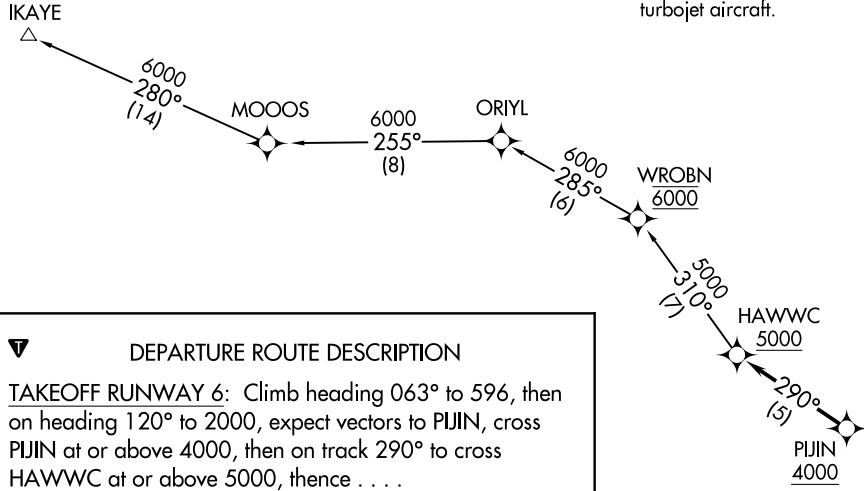 IKAYE
turbojet aircraft.
6000
280°
(14)
MOOOS
6000
255°
(8)
ORIYL
6000
285°
(6)
WROBN
6000
5000
310°
(7)
HAWWC
5000
290°
(5)
PIJIN
4000
T
DEPARTURE ROUTE DESCRIPTION
TAKEOFF RUNWAY 6: Climb heading 063° to 596, then
on heading 120° to 2000, expect vectors to PIJIN, cross
PIJIN at or above 4000, then on track 290° to cross
HAWWC at or above 5000, thence . . . .